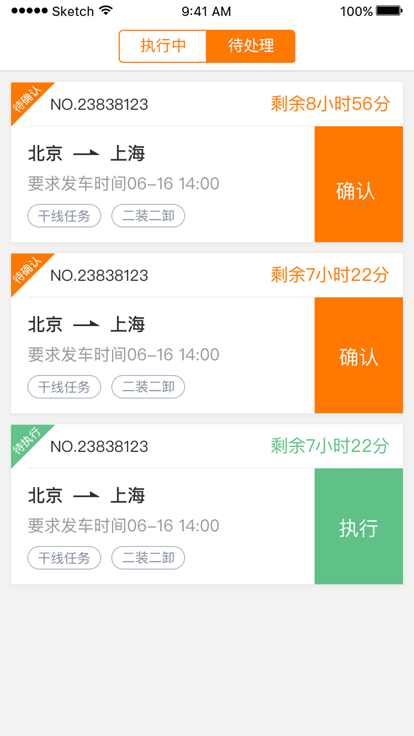 Sketch 9:41 AM 100%
执行中 待处理
待确认 NO.23838123 剩余8小时56分
北京 上海
要求发车时间06-16 14:00
干线任务 二装二卸
确认
待确认 NO.23838123 剩余7小时22分
北京 上海
要求发车时间06-16 14:00
干线任务 二装二卸
确认
待执行 NO.23838123 剩余7小时22分
北京 上海
要求发车时间06-16 14:00
干线任务 二装二卸
执行